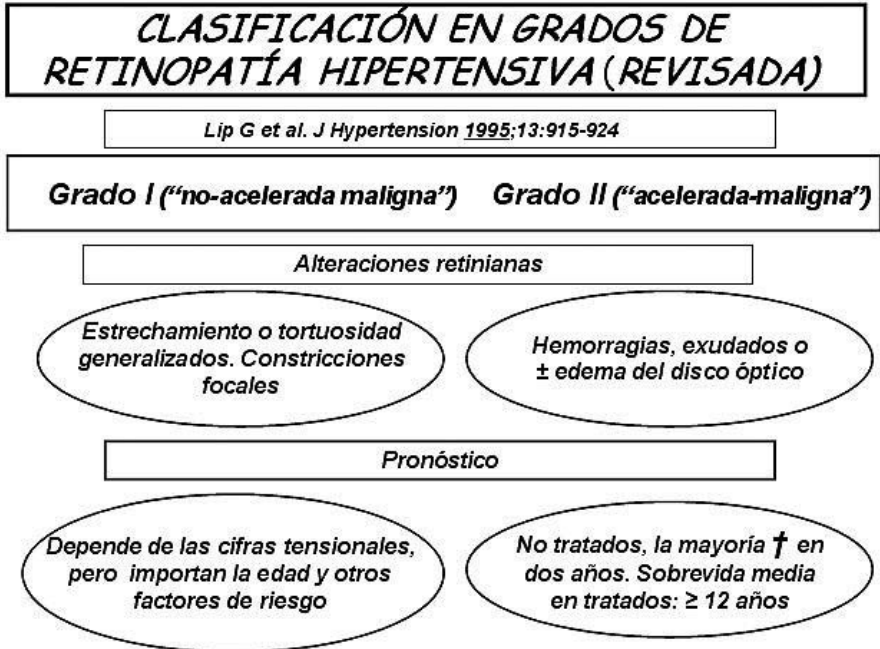 CLASIFICACIÓN EN GRADOS DE
RETINOPATÍA HIPERTENSIVA (REVISADA)
Lip G et al. J Hypertension 1995;13:915-924
Grado I (“no-acelerada maligna”) Grado II (“acelerada-maligna”)
Alteraciones retinianas
Estrechamiento o tortuosidad
generalizados. Constricciones
focales
Hemorragias, exudados o
± edema del disco óptico
Pronóstico
Depende de las cifras tensionales,
pero importan la edad y otros
factores de riesgo
No tratados, la mayoría † en
dos años. Sobrevida media
en tratados: ≥ 12 años